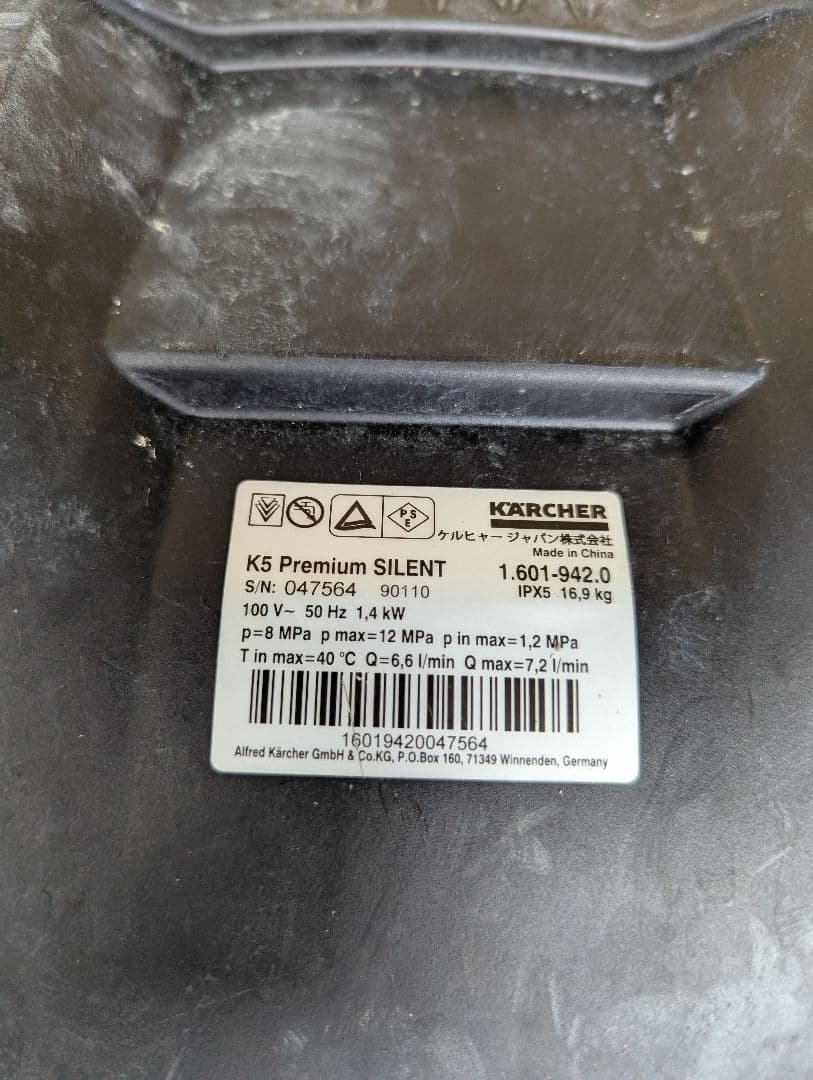 P S
E
KÄRCHER
ケルヒャー ジャパン株式会社
Made in China
K5 Premium SILENT 1.601-942.0
S/N: 047564 90110 IPX5 16,9 kg
100 V~ 50 Hz 1,4 kW
p=8 MPa p max=12 MPa p in max=1,2 MPa
T in max=40 °C Q=6,6 l/min Q max=7,2 l/min
16019420047564
Alfred Kärcher GmbH & Co.KG, P.O.Box 160, 71349 Winnenden, Germany